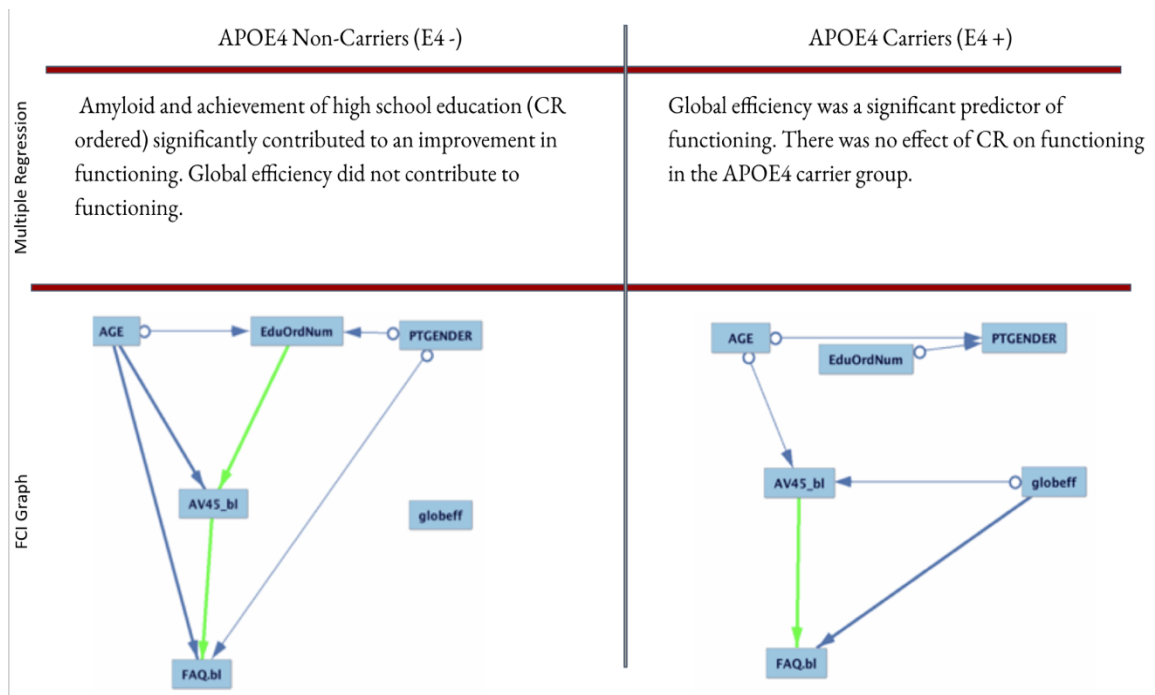 APOE4 Non-Carriers (E4 -)
APOE4 Carriers (E4 +)
Multiple Regression
Amyloid and achievement of high school education (CR
ordered) significantly contributed to an improvement in
functioning. Global efficiency did not contribute to
functioning.
Global efficiency was a significant predictor of
functioning. There was no effect of CR on functioning
in the APOE4 carrier group.
FCI Graph
AGE
EduOrdNum
PTGENDER
AV45_bl
globeff
FAQ.bl
AGE
EduOrdNum
PTGENDER
AV45_bl
globeff
FAQ.bl